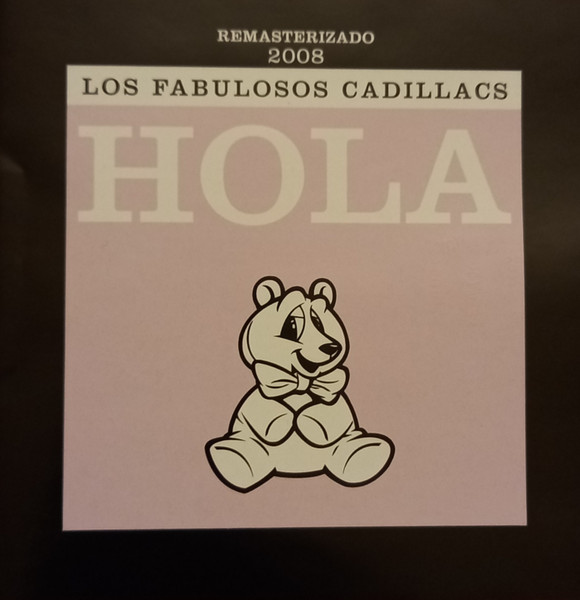 REMASTERIZADO
2008
LOS FABULOSOS CADILLACS
HOLA